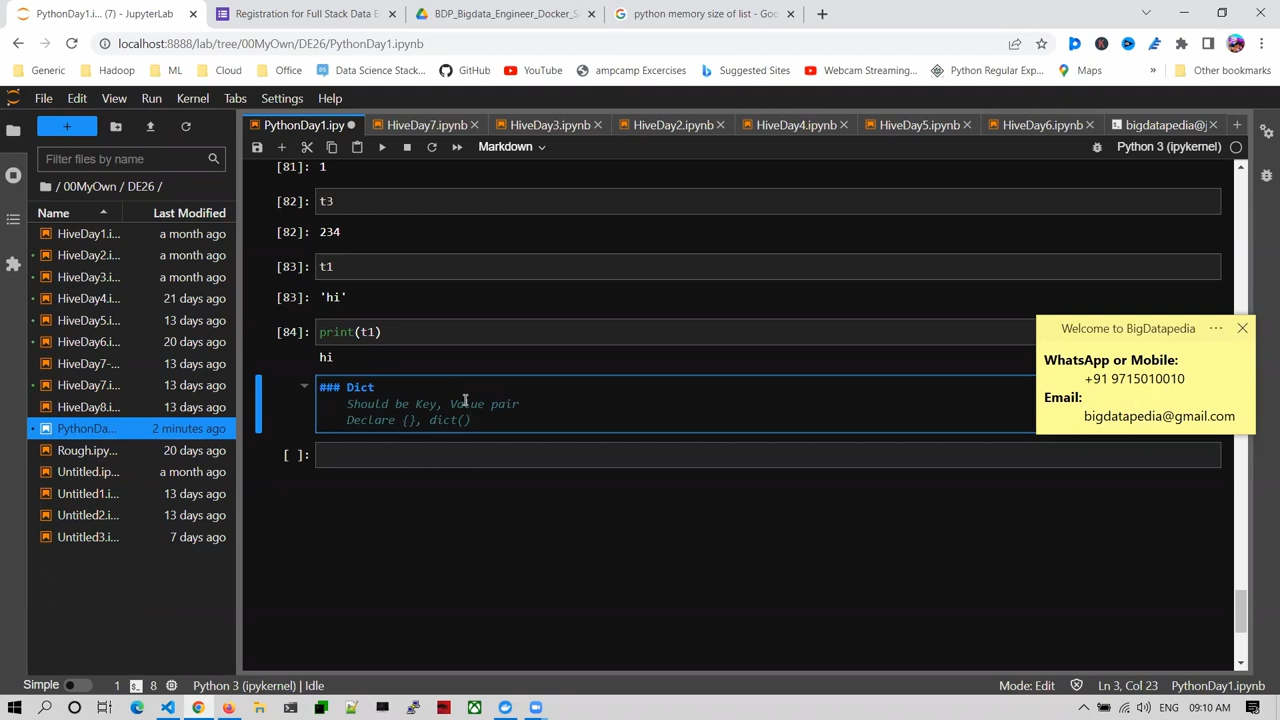 PythonDay1.i... (7) - JupyterLab
Registration for Full Stack Data E
BDP_Bigdata_Engineer_Docker_S
python memory size of list - Goo
localhost:8888/lab/tree/00MyOwn/DE26/PythonDay1.ipynb
Generic
Hadoop
ML
Cloud
Office
Data Science Stack...
GitHub
YouTube
ampcamp Excercises
Suggested Sites
Webcam Streaming...
Python Regular Exp...
Maps
»
Other bookmarks
File Edit View Run Kernel Tabs Settings Help
PythonDay1.ipy
HiveDay7.ipynb
HiveDay3.ipynb
HiveDay2.ipynb
HiveDay4.ipynb
HiveDay5.ipynb
HiveDay6.ipynb
bigdatapedia@j
Filter files by name
Markdown
Python 3 (ipykernel)
/ 00MyOwn / DE26 /
Name Last Modified
HiveDay1.i... a month ago
HiveDay2.i... a month ago
HiveDay3.i... a month ago
HiveDay4.i... 21 days ago
HiveDay5.i... 13 days ago
HiveDay6.i... 20 days ago
HiveDay7-... 13 days ago
HiveDay7.i... 13 days ago
HiveDay8.i... 13 days ago
PythonDa... 2 minutes ago
Rough.ipy... 20 days ago
Untitled.ip... a month ago
Untitled1.i... 13 days ago
Untitled2.i... 13 days ago
Untitled3.i... 7 days ago
[81]: 1
[82]: t3
[82]: 234
[83]: t1
[83]: 'hi'
[84]: print(t1)
hi
### Dict
Should be Key, Value pair
Declare {}, dict()
[ ]:
Welcome to BigDatapedia
WhatsApp or Mobile:
+91 9715010010
Email:
bigdatapedia@gmail.com
Simple 1 8 Python 3 (ipykernel) | Idle
Mode: Edit Ln 3, Col 23 PythonDay1.ipynb
ENG 09:10 AM